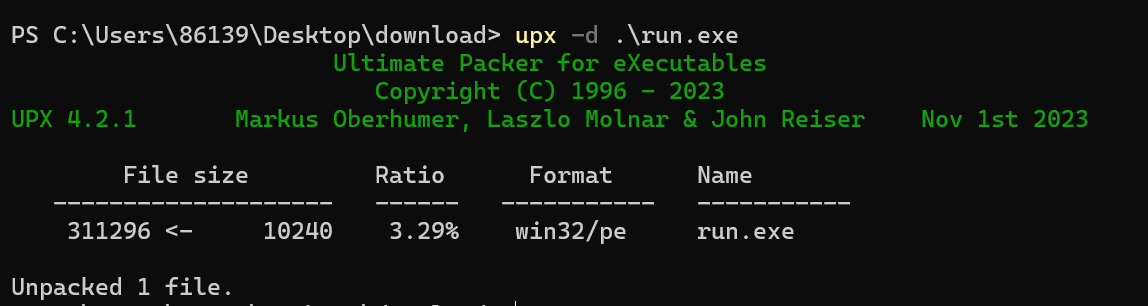 PS C:\Users\86139\Desktop\download> upx -d .\run.exe
Ultimate Packer for eXecutables
Copyright (C) 1996 - 2023
UPX 4.2.1 Markus Oberhumer, Laszlo Molnar & John Reiser Nov 1st 2023
File size Ratio Format Name
-------------------- ------ ----------- -----------
311296 <- 10240 3.29% win32/pe run.exe
Unpacked 1 file.